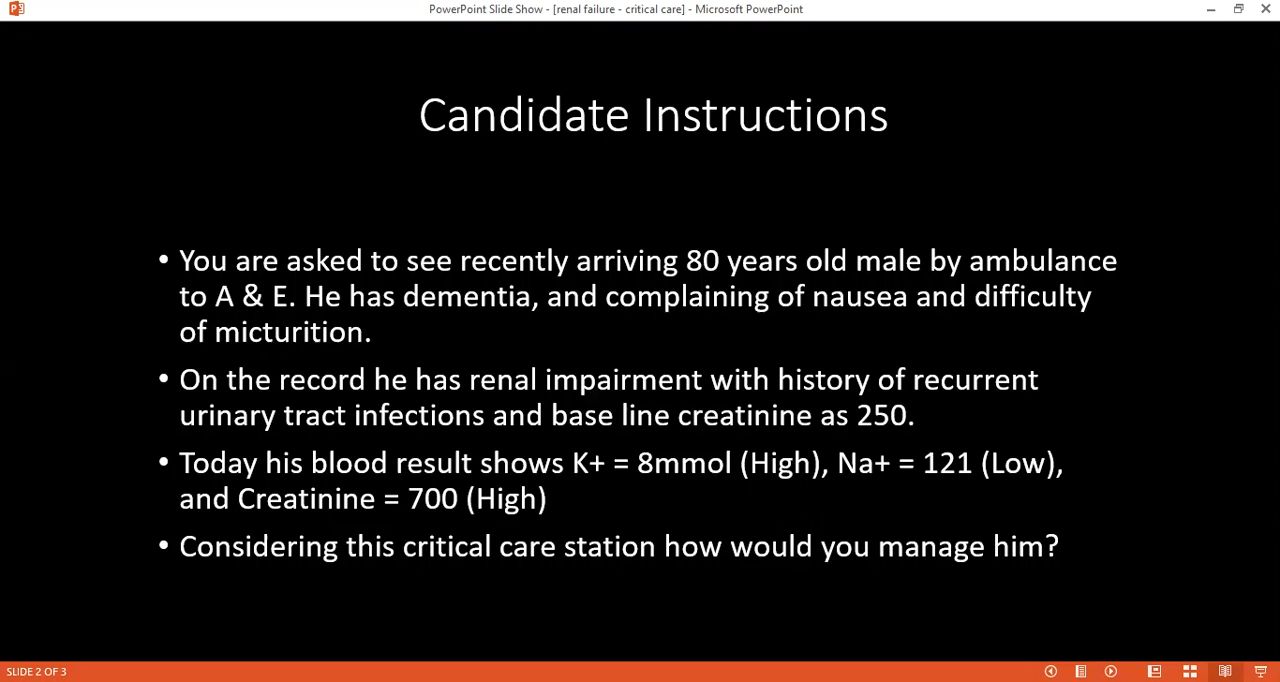 PowerPoint Slide Show - [renal failure - critical care] - Microsoft PowerPoint
Candidate Instructions
• You are asked to see recently arriving 80 years old male by ambulance
to A & E. He has dementia, and complaining of nausea and difficulty
of micturition.
• On the record he has renal impairment with history of recurrent
urinary tract infections and base line creatinine as 250.
• Today his blood result shows K+ = 8mmol (High), Na+ = 121 (Low),
and Creatinine = 700 (High)
• Considering this critical care station how would you manage him?
SLIDE 2 OF 3